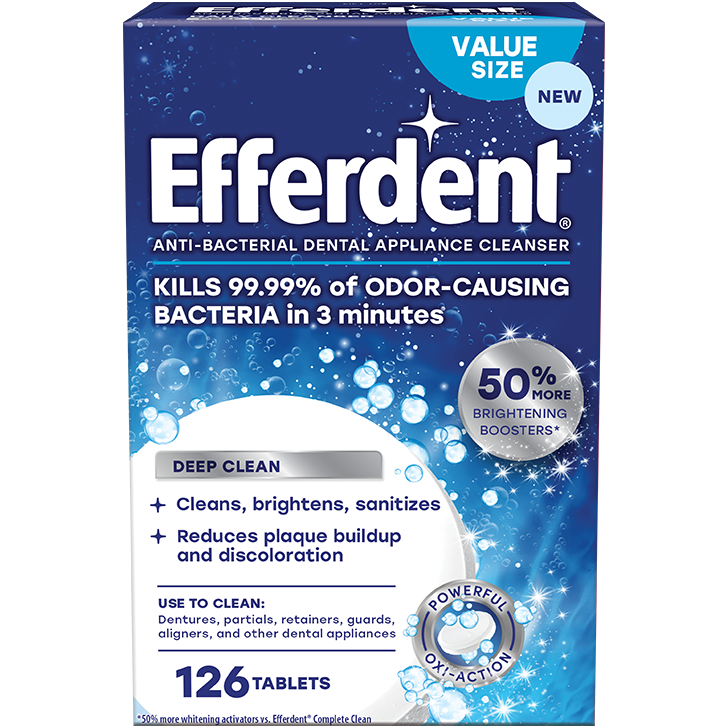 Efferdent
VALUE
SIZE
NEW
Efferdent®
ANTI-BACTERIAL DENTAL APPLIANCE CLEANSER
KILLS 99.99% of ODOR-CAUSING
BACTERIA in 3 minutes
50% MORE
BRIGHTENING
BOOSTERS*
DEEP CLEAN
Cleans, brightens, sanitizes
Reduces plaque buildup
and discoloration
USE TO CLEAN:
Dentures, partials, retainers, guards,
aligners, and other dental appliances
POWERFUL
OXI-ACTION
126 TABLETS
*50% more whitening activators vs. Efferdent® Complete Clean